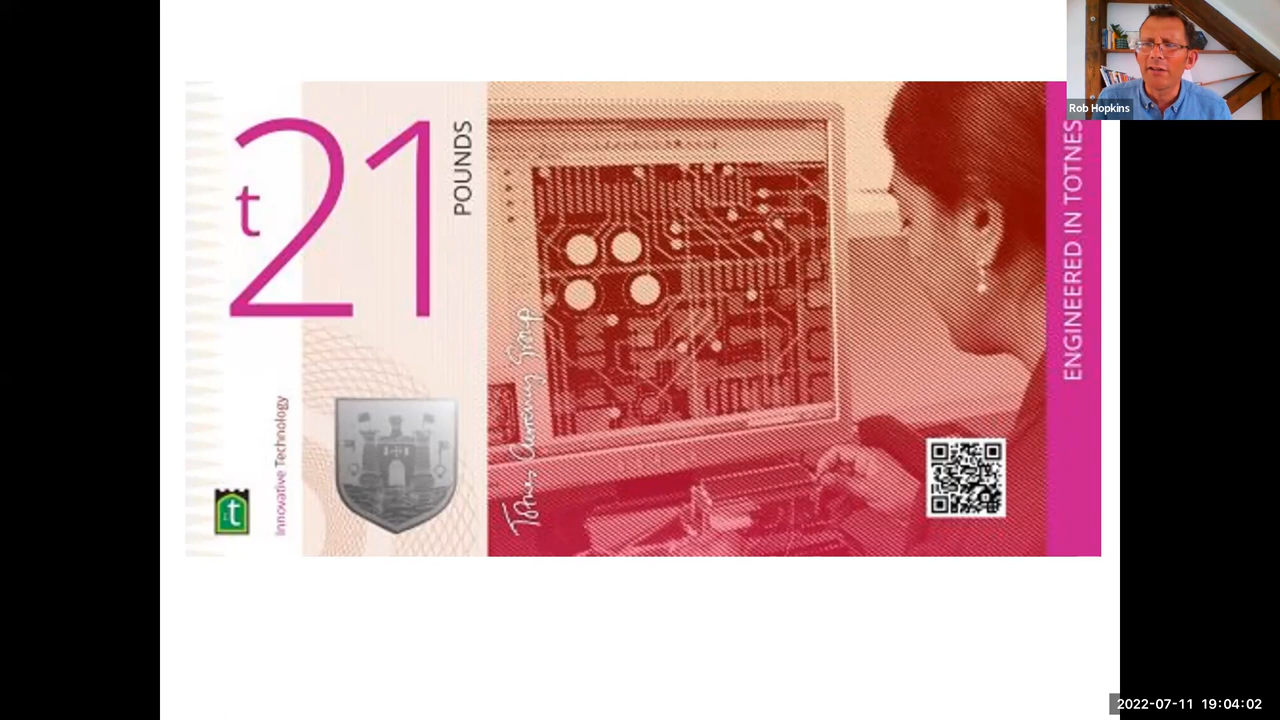 Rob Hopkins
t21
POUNDS
ENGINEERED IN TOTNES
Innovative Technology
t
2022-07-11 19:04:02